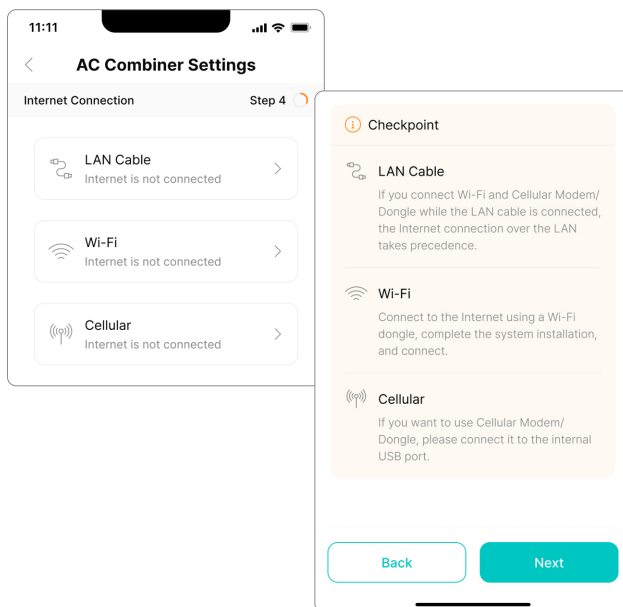 11:11
AC Combiner Settings
Internet Connection
Step 4
LAN Cable
Internet is not connected
Wi-Fi
Internet is not connected
Cellular
Internet is not connected
Checkpoint
LAN Cable
If you connect Wi-Fi and Cellular Modem/
Dongle while the LAN cable is connected,
the Internet connection over the LAN
takes precedence.
Wi-Fi
Connect to the Internet using a Wi-Fi
dongle, complete the system installation,
and connect.
Cellular
If you want to use Cellular Modem/
Dongle, please connect it to the internal
USB port.
Back
Next